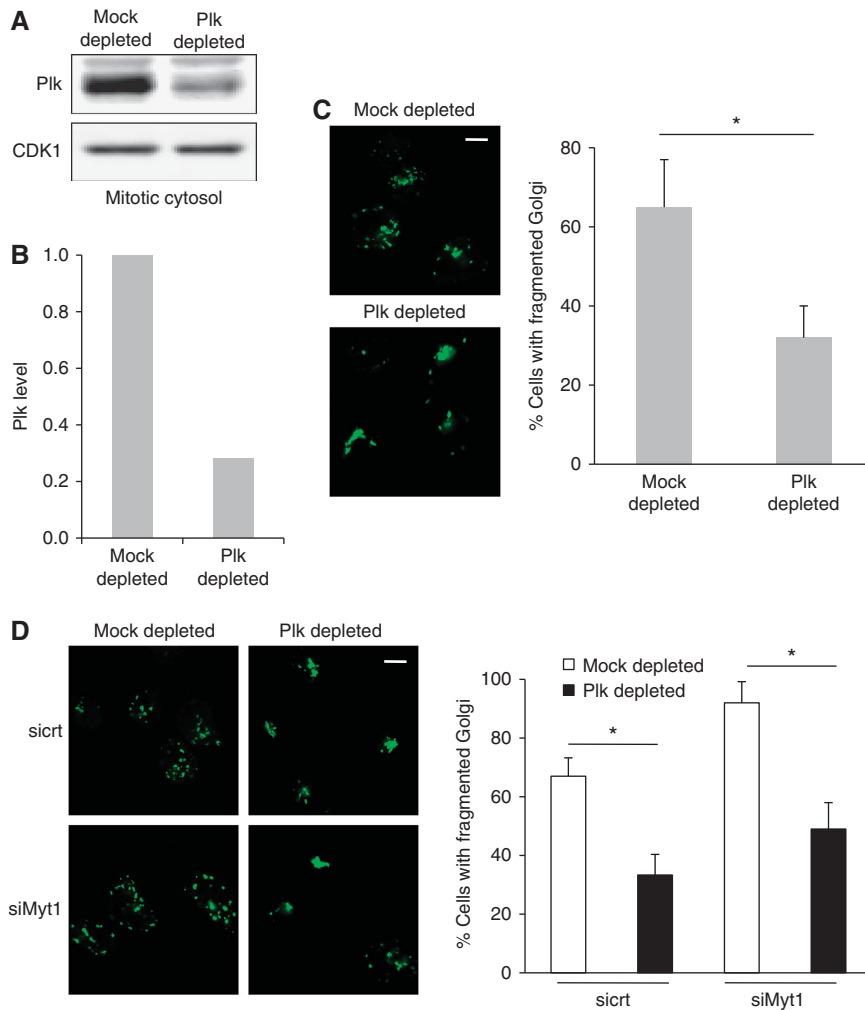 A
Mock
depleted
Plk
depleted
Plk
CDK1
Mitotic cytosol
B
1.0
0.8
0.6
0.4
0.2
0.0
Plk level
Mock
depleted
Plk
depleted
C
Mock depleted
Plk depleted
*
80
60
40
20
0
% Cells with fragmented Golgi
Mock
depleted
Plk
depleted
D
Mock depleted
Plk depleted
sicrt
siMyt1
Mock depleted
Plk depleted
*
*
100
80
60
40
20
0
% Cells with fragmented Golgi
sicrt
siMyt1